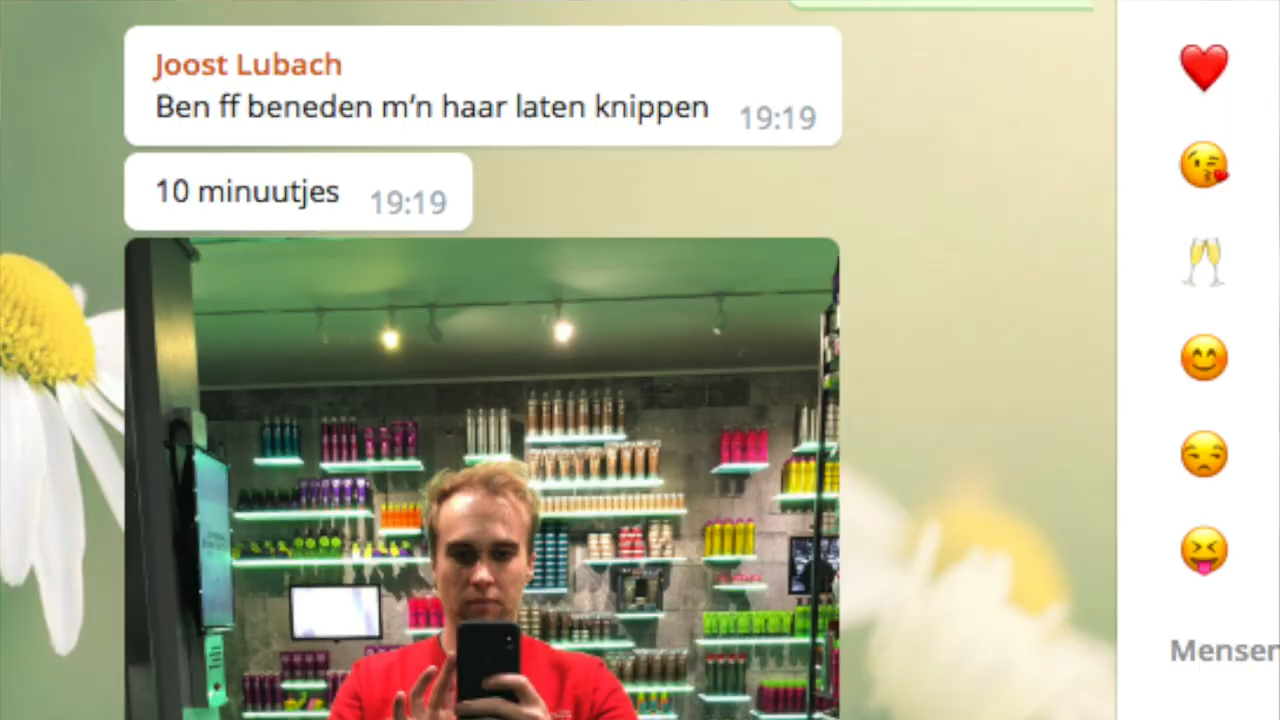 Joost Lubach
Ben ff beneden m’n haar laten knippen 19:19
10 minuutjes 19:19
Mensen